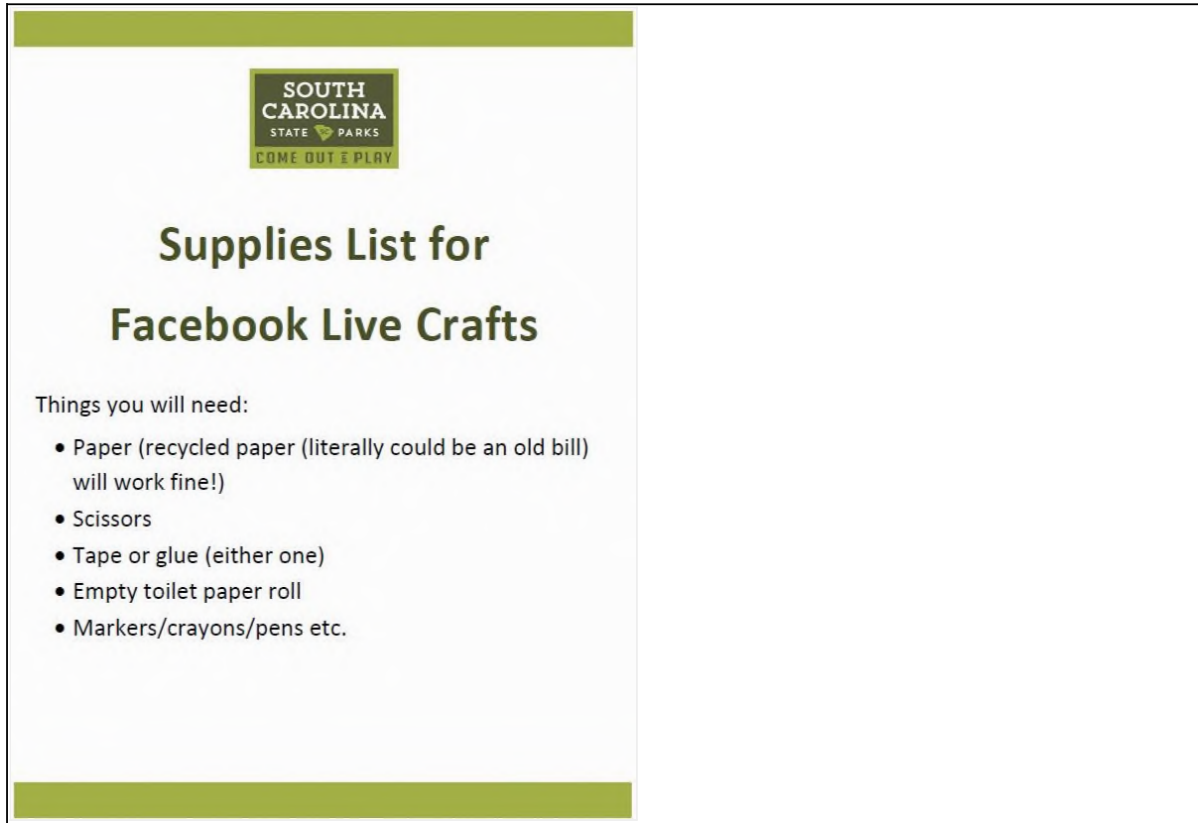 SOUTH
CAROLINA
STATE PARKS
COME OUT & PLAY
Supplies List for
Facebook Live Crafts
Things you will need:
• Paper (recycled paper (literally could be an old bill)
will work fine!)
• Scissors
• Tape or glue (either one)
• Empty toilet paper roll
• Markers/crayons/pens etc.